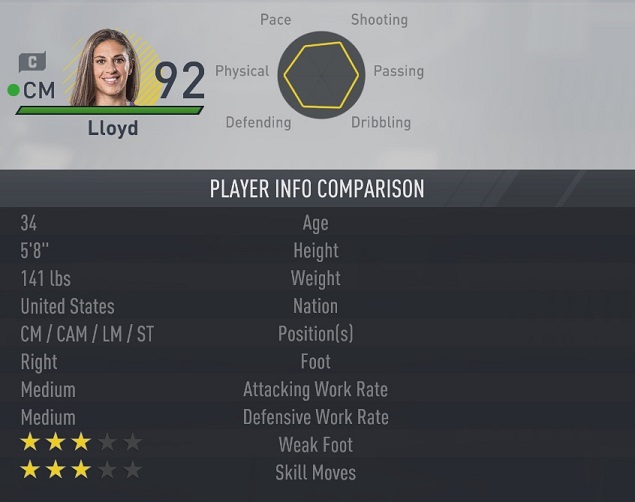 Pace Shooting
C
CM 92
Physical Passing
Lloyd
Defending Dribbling
PLAYER INFO COMPARISON
34 Age
5'8" Height
141 lbs Weight
United States Nation
CM / CAM / LM / ST Position(s)
Right Foot
Medium Attacking Work Rate
Medium Defensive Work Rate
Weak Foot
Skill Moves